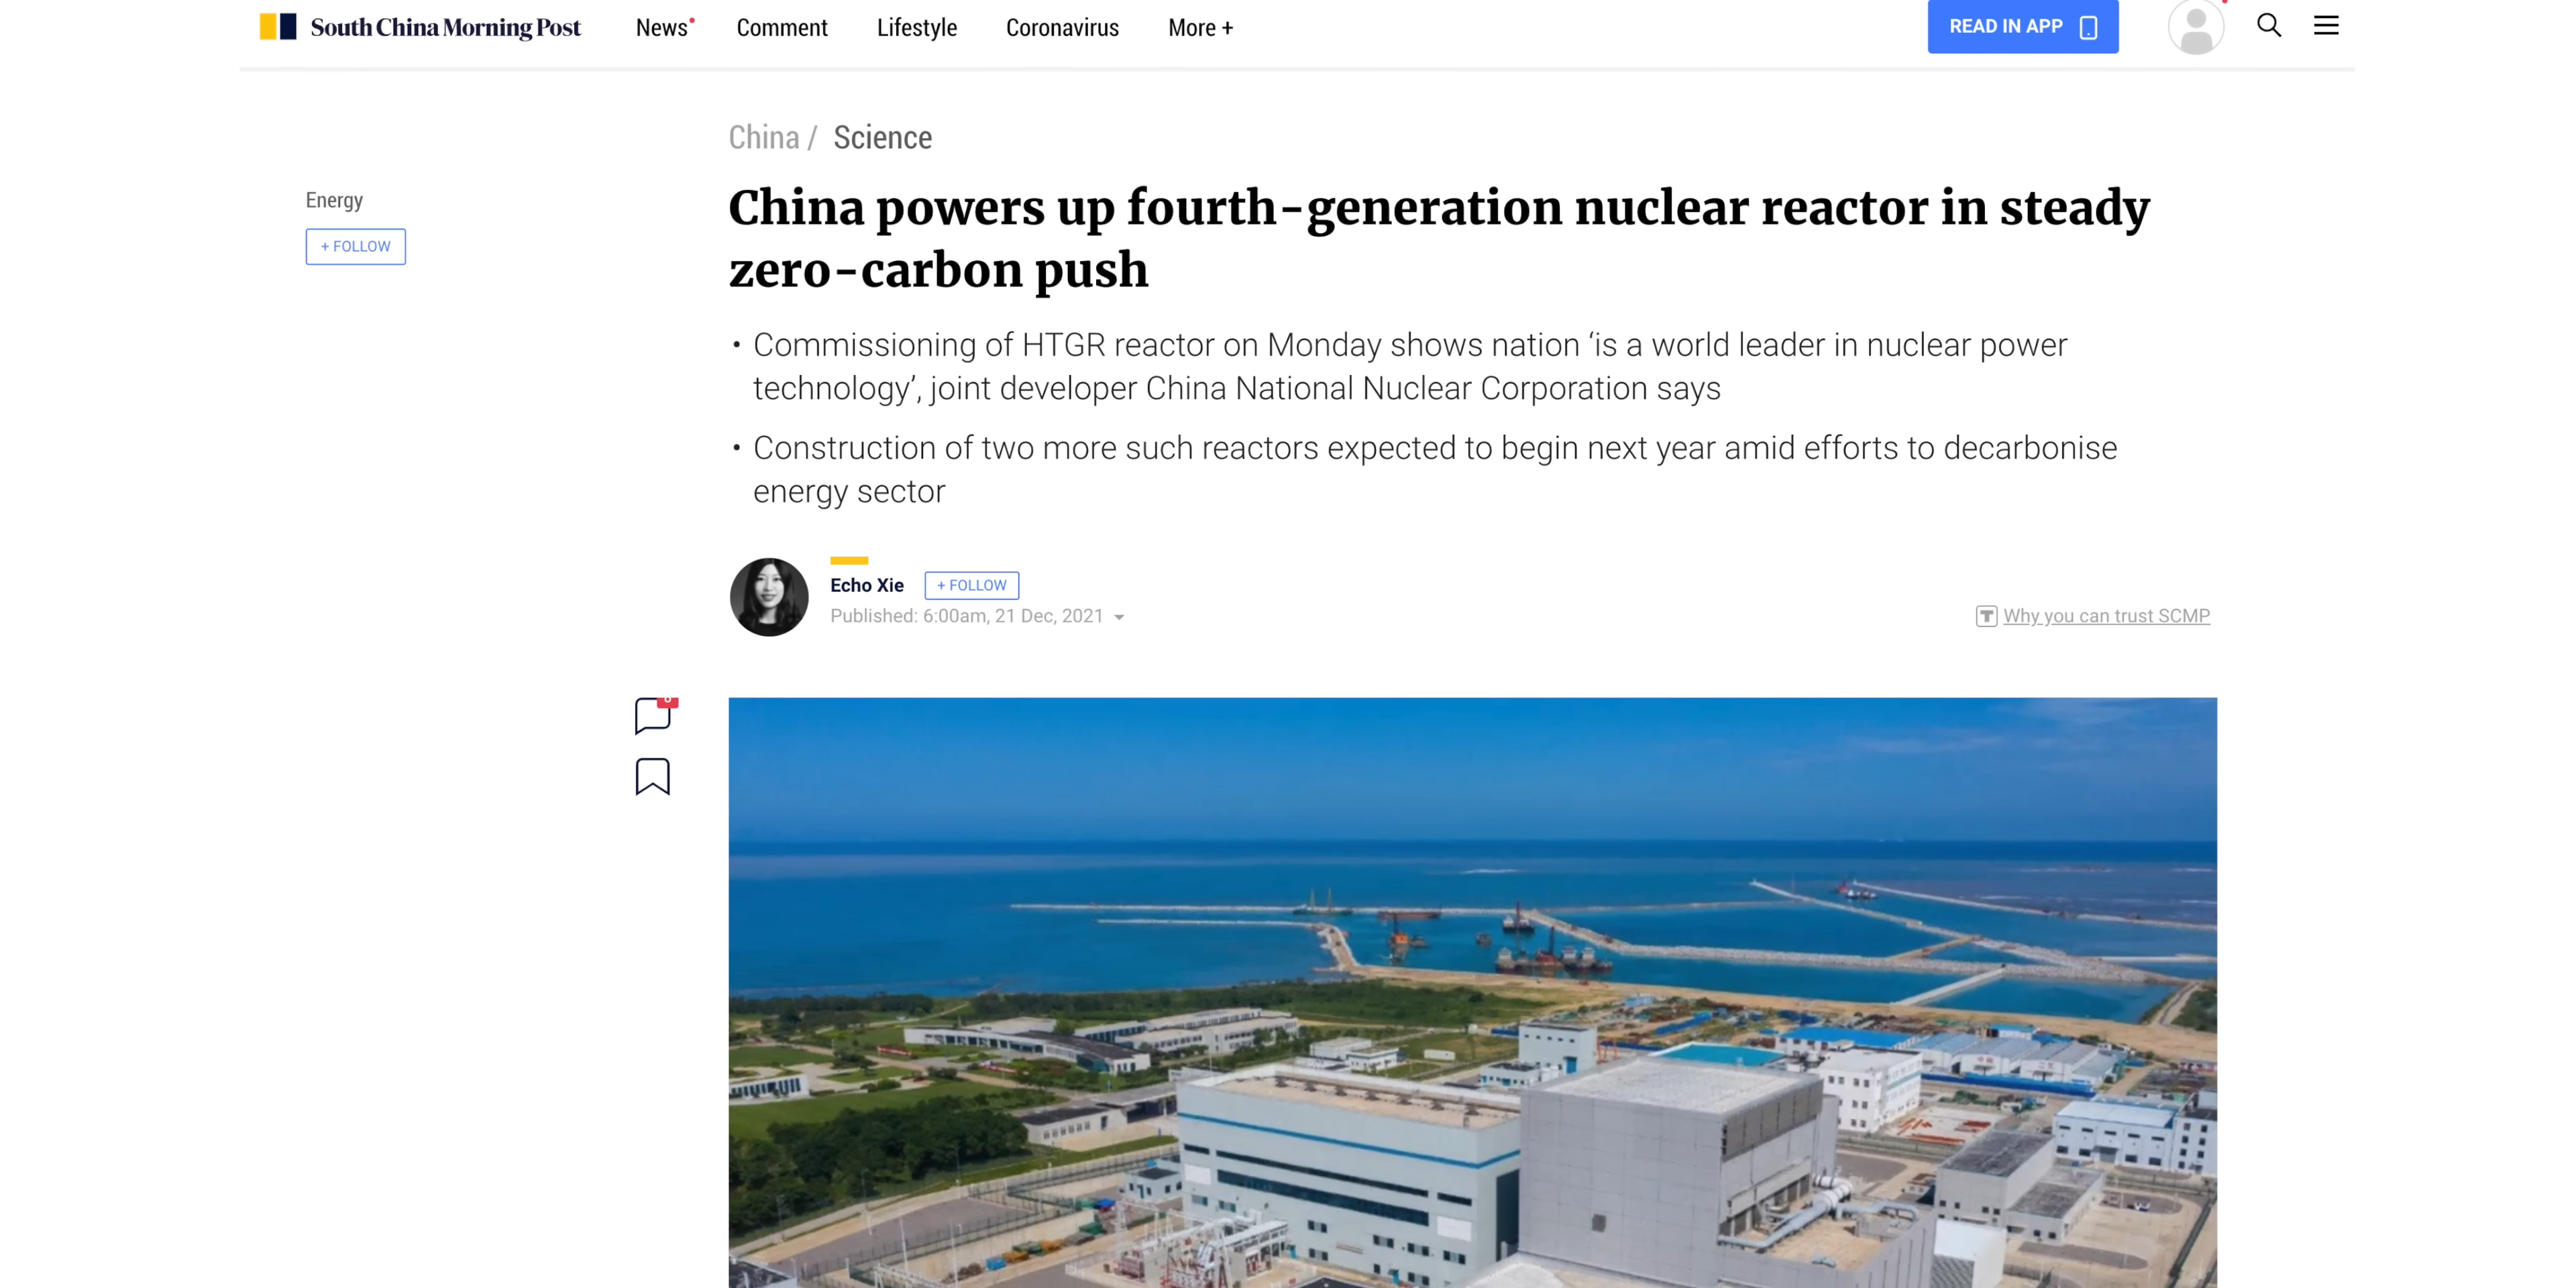 South China Morning Post
News
Comment
Lifestyle
Coronavirus
More +
READ IN APP
China / Science
Energy
+ FOLLOW
China powers up fourth-generation nuclear reactor in steady
zero-carbon push
• Commissioning of HTGR reactor on Monday shows nation ‘is a world leader in nuclear power
technology’, joint developer China National Nuclear Corporation says
• Construction of two more such reactors expected to begin next year amid efforts to decarbonise
energy sector
Echo Xie
+ FOLLOW
Published: 6:00am, 21 Dec, 2021
Why you can trust SCMP